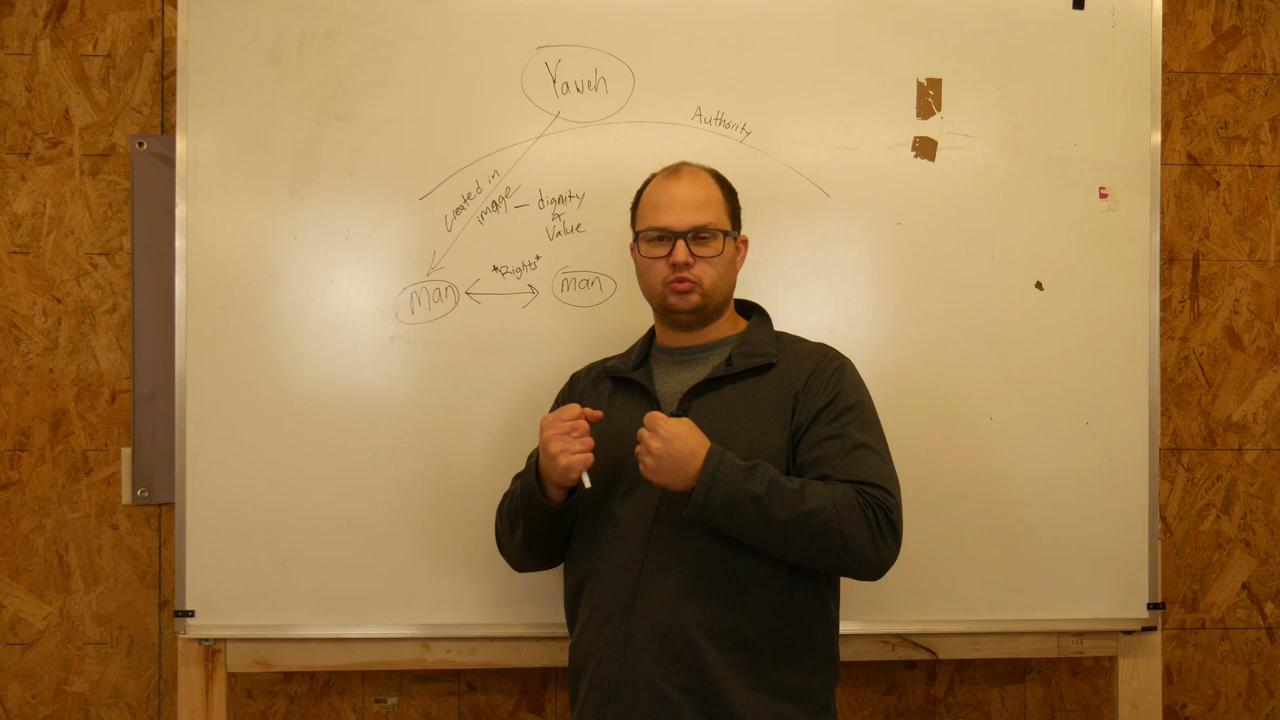 Yaweh
Authority
Created in
image - dignity
&
Value
*Rights*
man
man